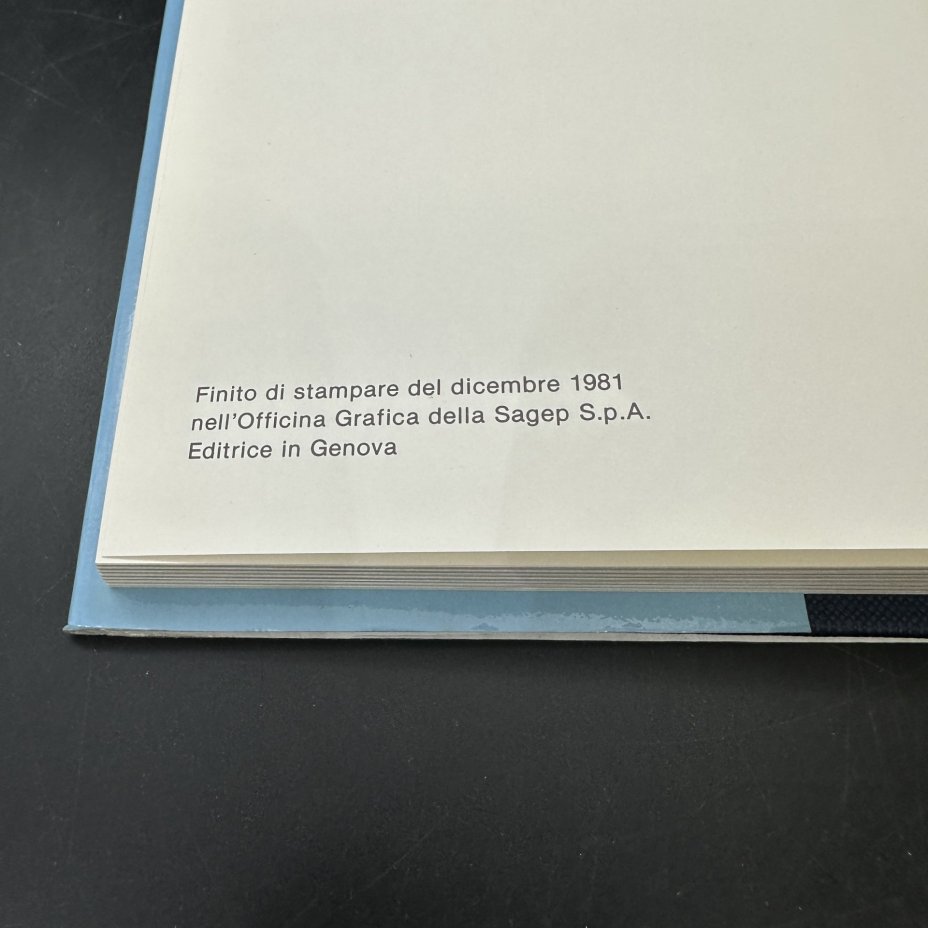 Finito di stampare del dicembre 1981
nell'Officina Grafica della Sagep S.p.A.
Editrice in Genova